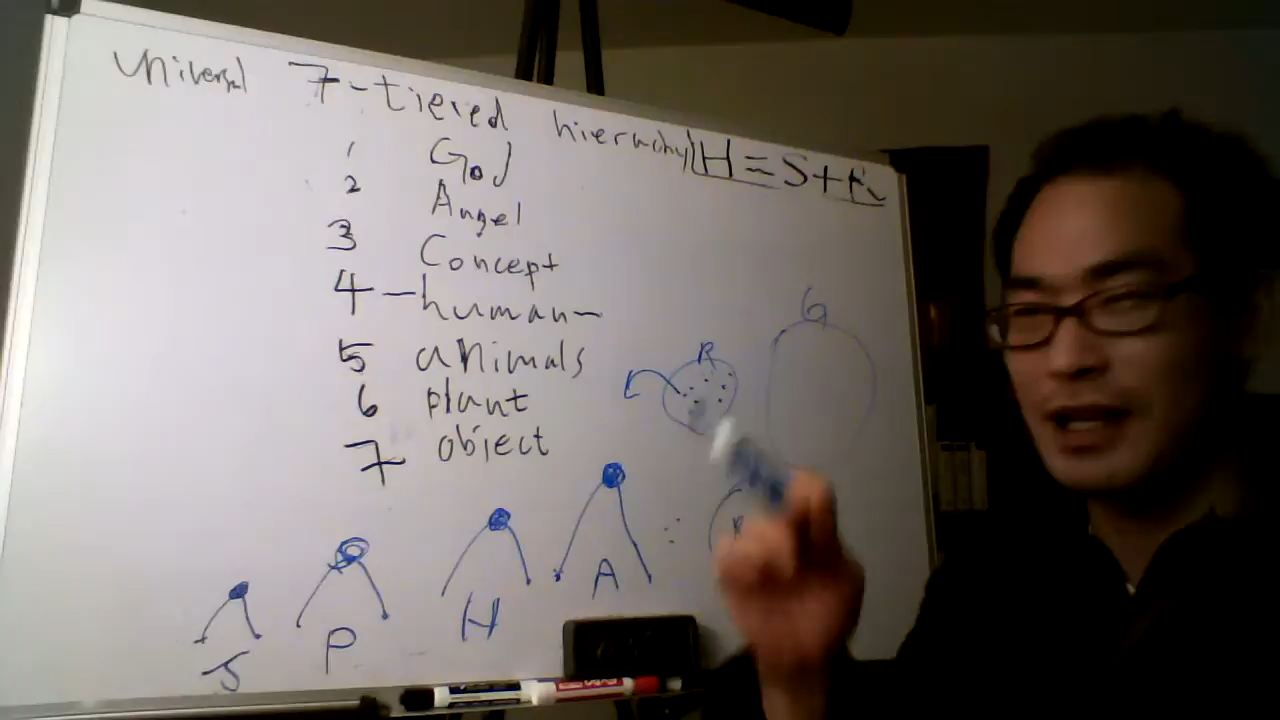 universal 7-tiered hierarchy H = S + R
1 God
2 Angel
3 Concept
4 - human -
5 animals
6 plant
7 object
G
R
L
R
S P H A